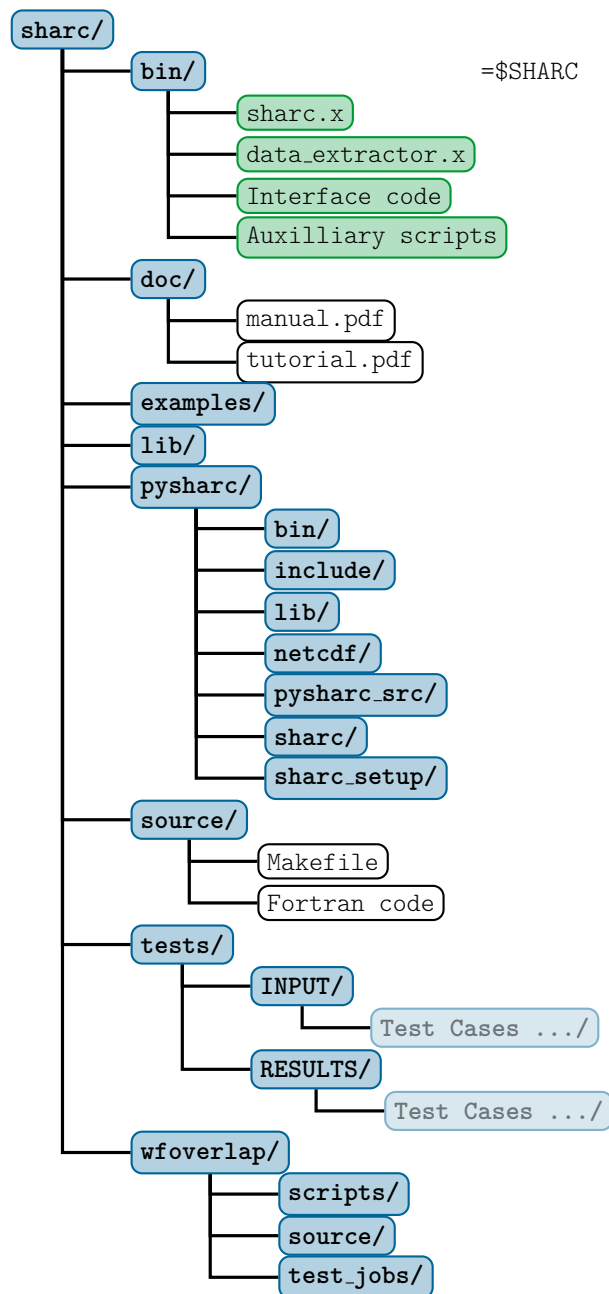 sharc/
bin/ =$SHARC
sharc.x
data_extractor.x
Interface code
Auxilliary scripts
doc/
manual.pdf
tutorial.pdf
examples/
lib/
pysharc/
bin/
include/
lib/
netcdf/
pysharc_src/
sharc/
sharc_setup/
source/
Makefile
Fortran code
tests/
INPUT/
Test Cases .../
RESULTS/
Test Cases .../
wfoverlap/
scripts/
source/
test_jobs/